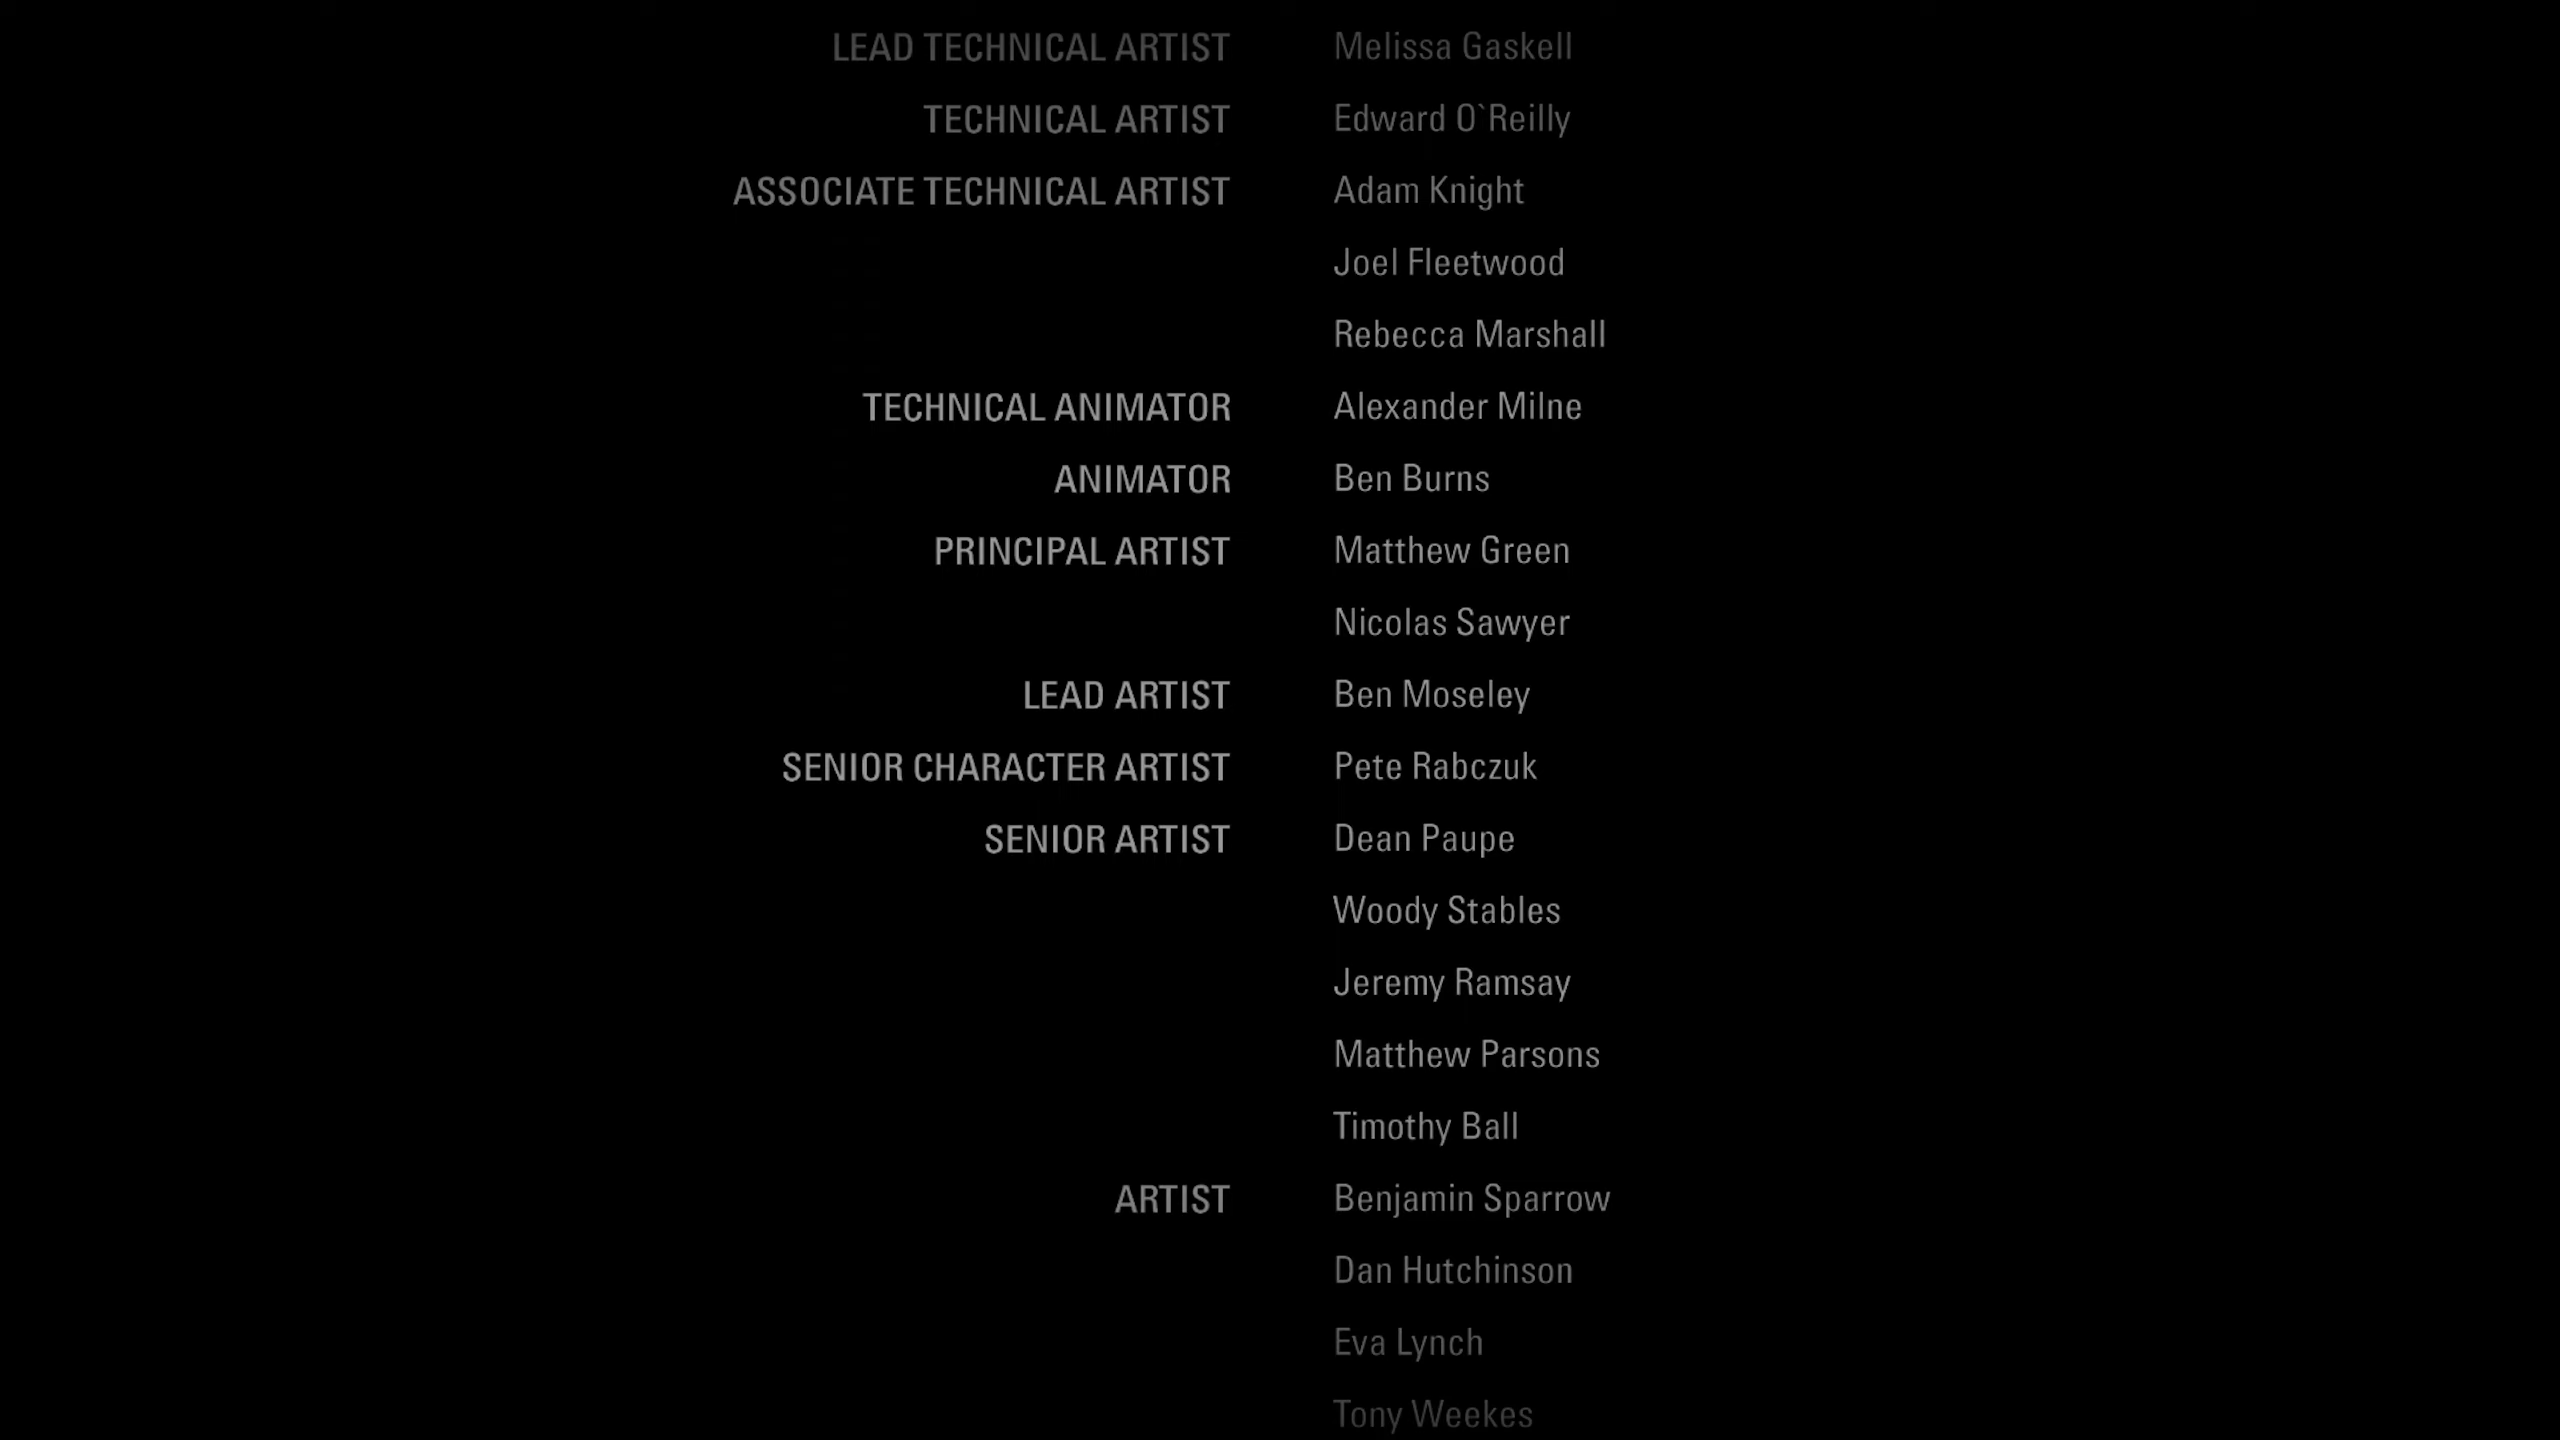 LEAD TECHNICAL ARTIST Melissa Gaskell
TECHNICAL ARTIST Edward O`Reilly
ASSOCIATE TECHNICAL ARTIST Adam Knight
Joel Fleetwood
Rebecca Marshall
TECHNICAL ANIMATOR Alexander Milne
ANIMATOR Ben Burns
PRINCIPAL ARTIST Matthew Green
Nicolas Sawyer
LEAD ARTIST Ben Moseley
SENIOR CHARACTER ARTIST Pete Rabczuk
SENIOR ARTIST Dean Paupe
Woody Stables
Jeremy Ramsay
Matthew Parsons
Timothy Ball
ARTIST Benjamin Sparrow
Dan Hutchinson
Eva Lynch
Tony Weekes